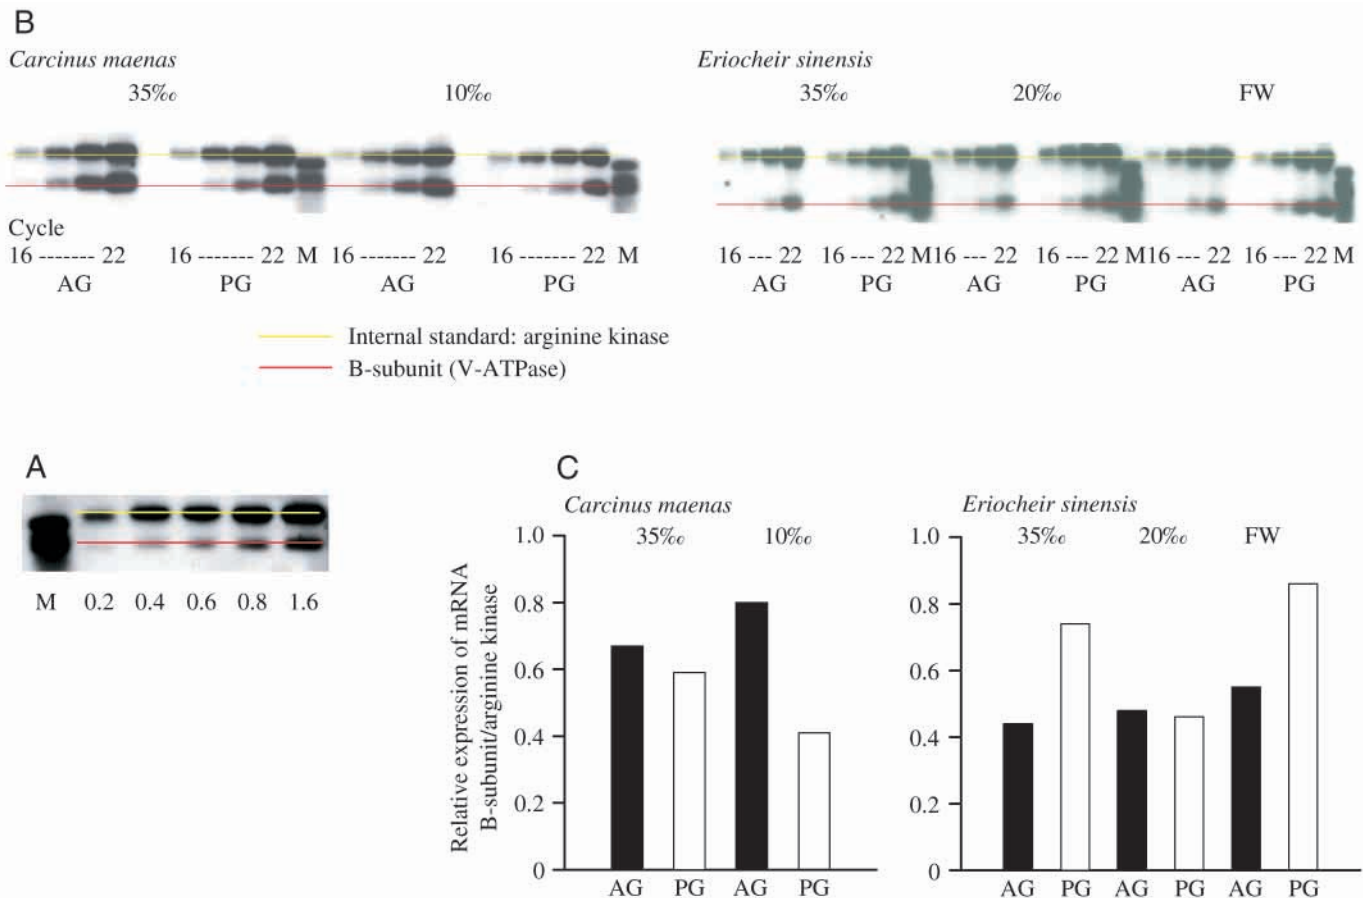 B
Carcinus maenas
Eriocheir sinensis
35‰ 10‰
35‰ 20‰ FW
Cycle
16 -------- 22 16 ------- 22 M 16 ------- 22 16 ------- 22 M
16 --- 22 16 --- 22 M16 --- 22 16 --- 22 M16 --- 22 16 --- 22 M
AG PG AG PG
AG PG AG PG AG PG
Internal standard: arginine kinase
B-subunit (V-ATPase)
A
M 0.2 0.4 0.6 0.8 1.6
C
Carcinus maenas
35‰ 10‰
Relative expression of mRNA
B-subunit/arginine kinase
1.0
0.8
0.6
0.4
0.2
0
AG PG AG PG
Eriocheir sinensis
35‰ 20‰ FW
1.0
0.8
0.6
0.4
0.2
0
AG PG AG PG AG PG